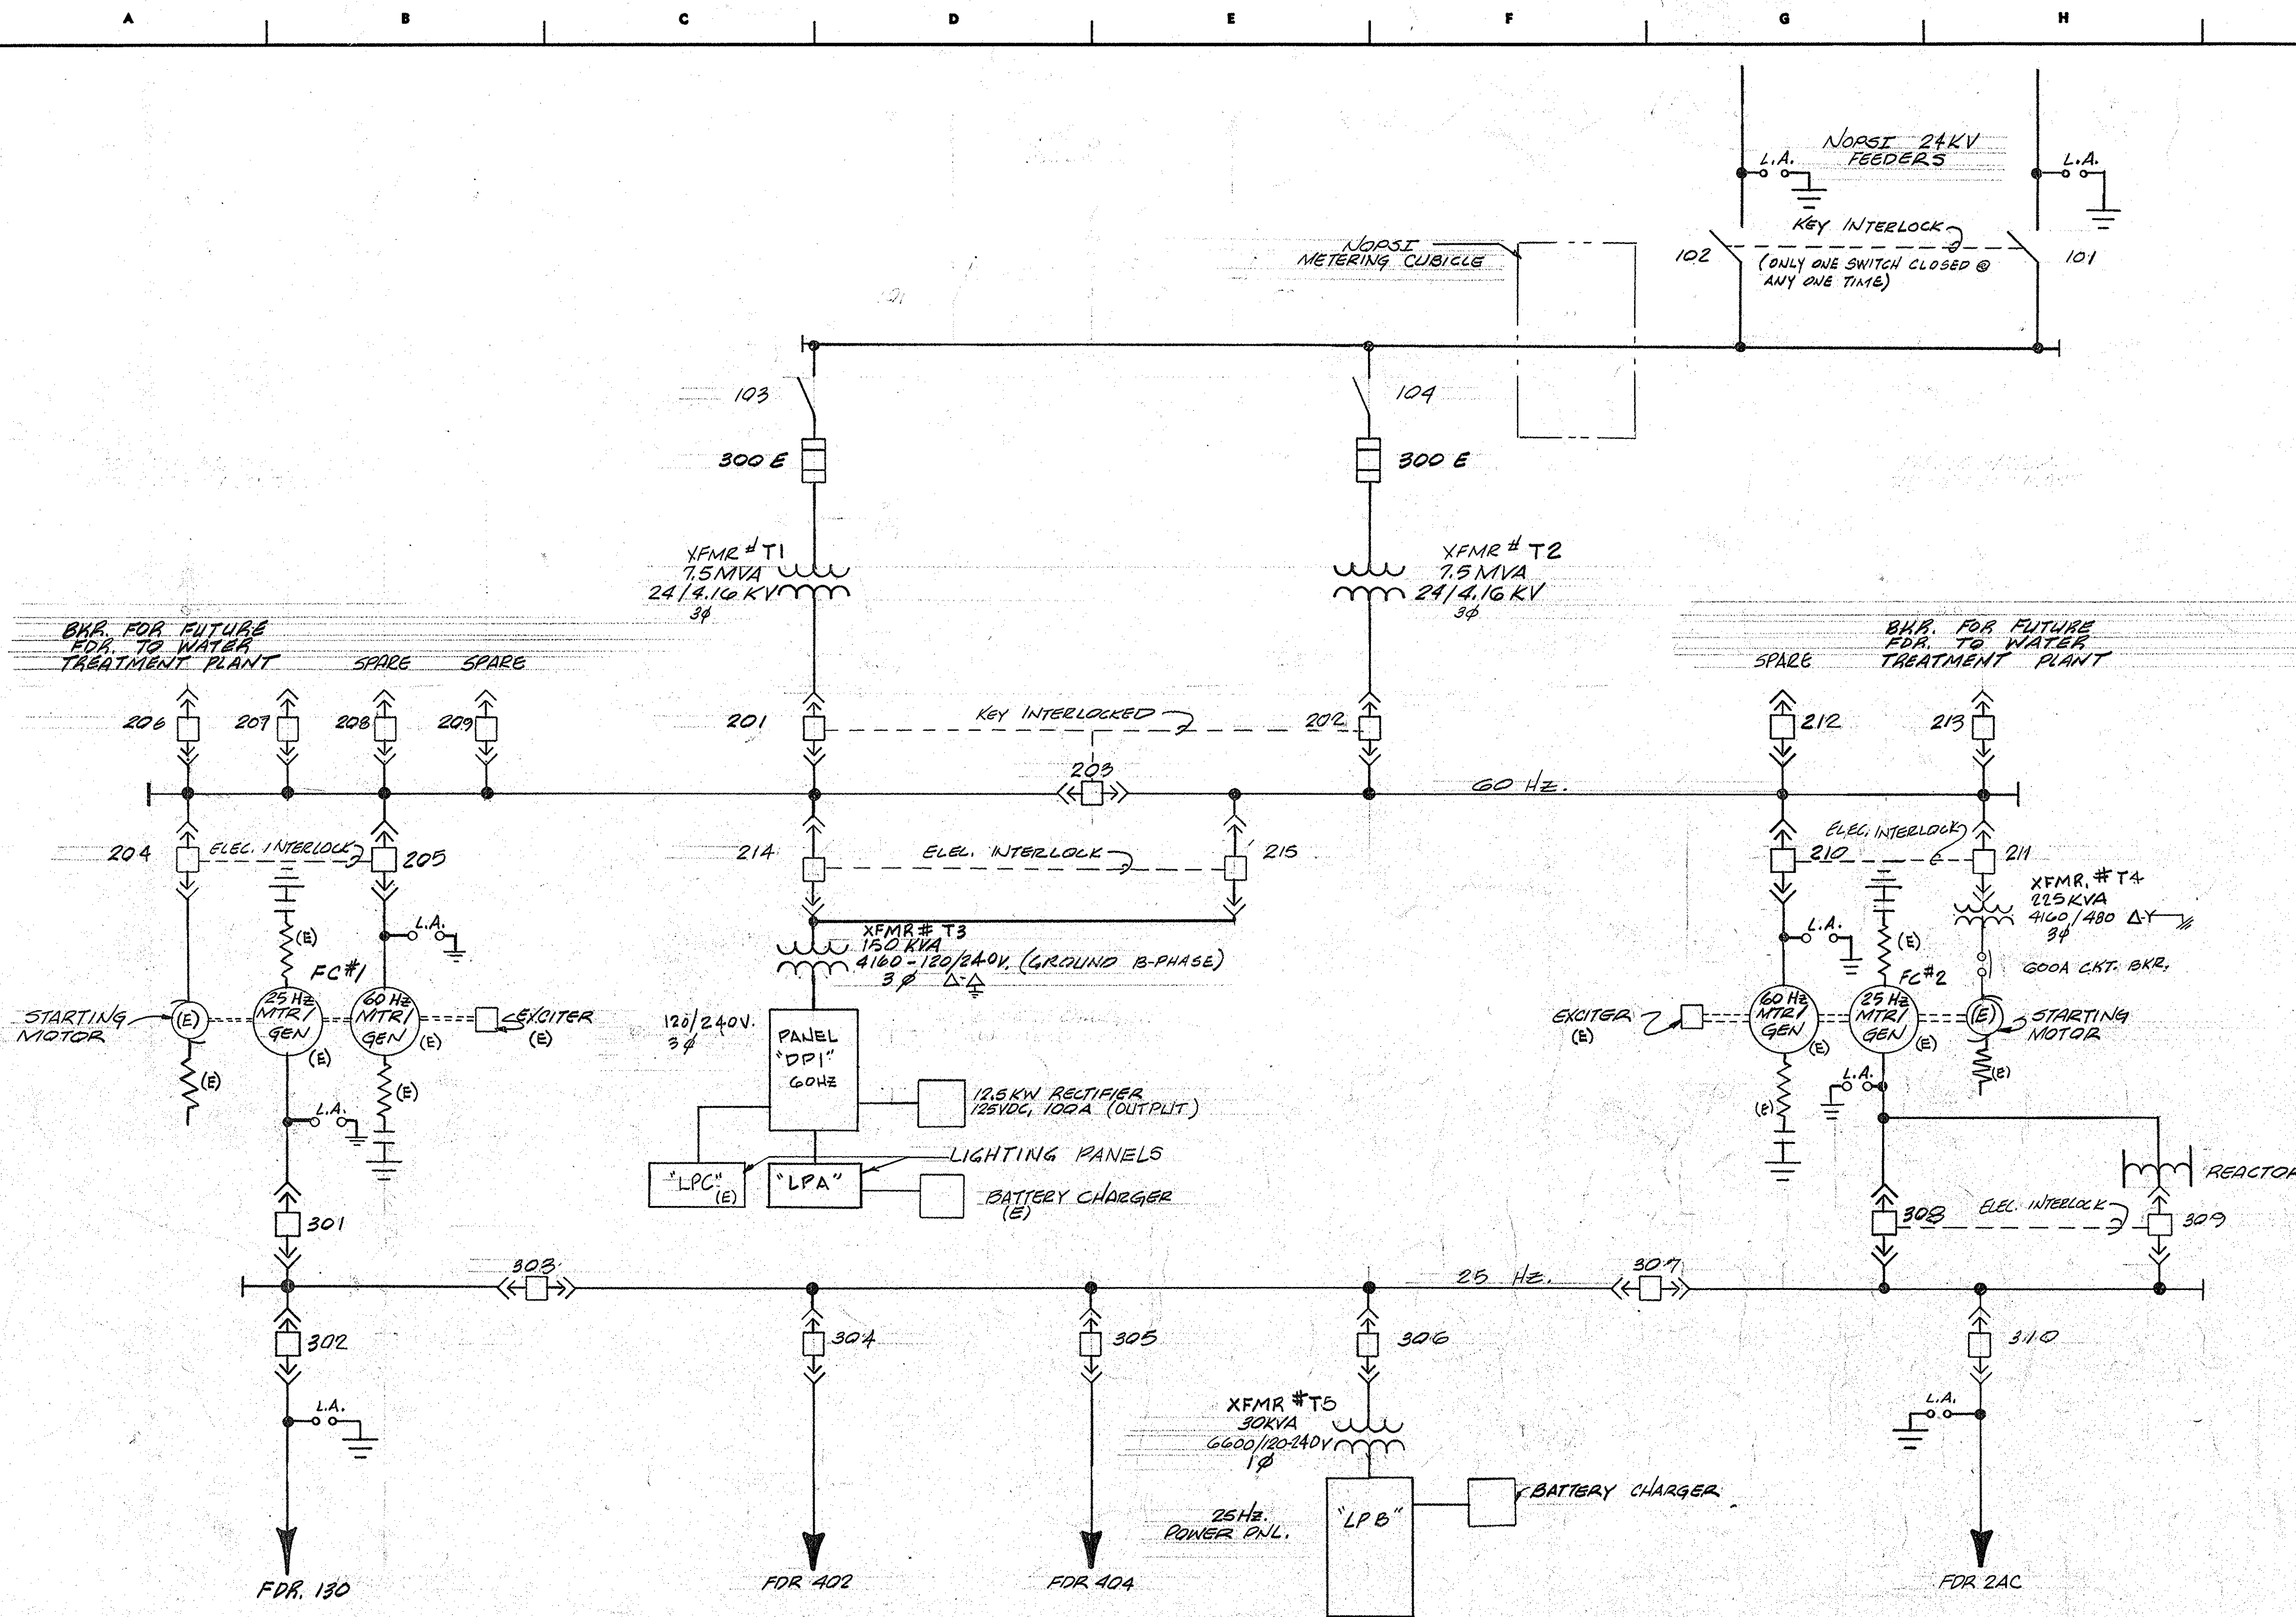 A B C D E F G H
NOPSI 24KV
FEEDERS
L.A.
L.A.
KEY INTERLOCK
102
(ONLY ONE SWITCH CLOSED @
ANY ONE TIME)
101
NOPSI
METERING CUBICLE
103
104
300 E
300 E
XFMR # T1
7.5 MVA
24/4.16 KV
3φ
XFMR # T2
7.5 MVA
24/4.16 KV
3φ
BKR. FOR FUTURE
FDR. TO WATER
TREATMENT PLANT
SPARE
SPARE
SPARE
BKR. FOR FUTURE
FDR. TO WATER
TREATMENT PLANT
206
207
208
209
201
KEY INTERLOCKED
202
212
213
203
60 HZ.
204
ELEC. INTERLOCK
205
214
ELEC. INTERLOCK
215
ELEC. INTERLOCK
210
211
XFMR. # T4
225 KVA
4160/480 Δ-Y
3φ
600A CKT. BKR.
L.A.
(E)
FC#1
XFMR# T3
150 KVA
4160-120/240V. (GROUND B-PHASE)
3φ Δ-Δ
L.A.
(E)
FC#2
STARTING
MOTOR
(E)
25 HZ
MTR/
GEN
(E)
60 HZ
MTR/
GEN
(E)
EXCITER
(E)
(E)
(E)
L.A.
120/240V.
3φ
PANEL
"DP1"
60HZ
12.5 KW RECTIFIER
125VDC, 100A (OUTPUT)
LIGHTING PANELS
"LPC"
(E)
"LPA"
BATTERY CHARGER
(E)
EXCITER
(E)
60 HZ
MTR/
GEN
(E)
25 HZ
MTR/
GEN
(E)
(E)
STARTING
MOTOR
L.A.
(E)
(E)
REACTOR
301
308
ELEC. INTERLOCK
309
303
25 HZ.
307
302
304
305
306
310
L.A.
XFMR #T5
30KVA
6600/120-240V
1φ
L.A.
25HZ.
POWER PNL.
"LPB"
BATTERY CHARGER
FDR. 130
FDR 402
FDR 404
FDR 2AC